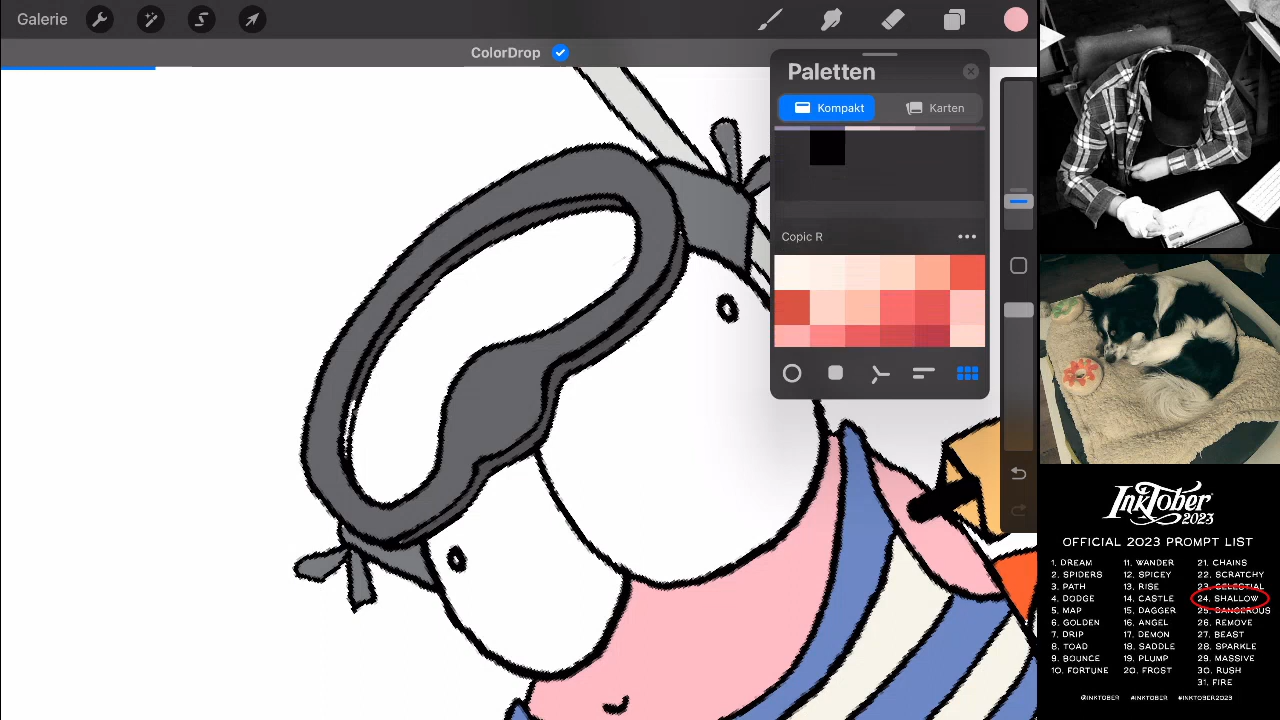 Galerie
ColorDrop
Paletten
Kompakt
Karten
Copic R
INKTOBER
2023
OFFICIAL 2023 PROMPT LIST
1. DREAM
2. SPIDERS
3. PATH
4. DODGE
5. MAP
6. GOLDEN
7. DRIP
8. TOAD
9. BOUNCE
10. FORTUNE
11. WANDER
12. SPICEY
13. RISE
14. CASTLE
15. DAGGER
16. ANGEL
17. DEMON
18. SADDLE
19. PLUMP
20. FROST
21. CHAINS
22. SCRATCHY
23. CELESTIAL
24. SHALLOW
25. DANGEROUS
26. REMOVE
27. BEAST
28. SPARKLE
29. MASSIVE
30. RUSH
31. FIRE
@INKTOBER #INKTOBER #INKTOBER2023